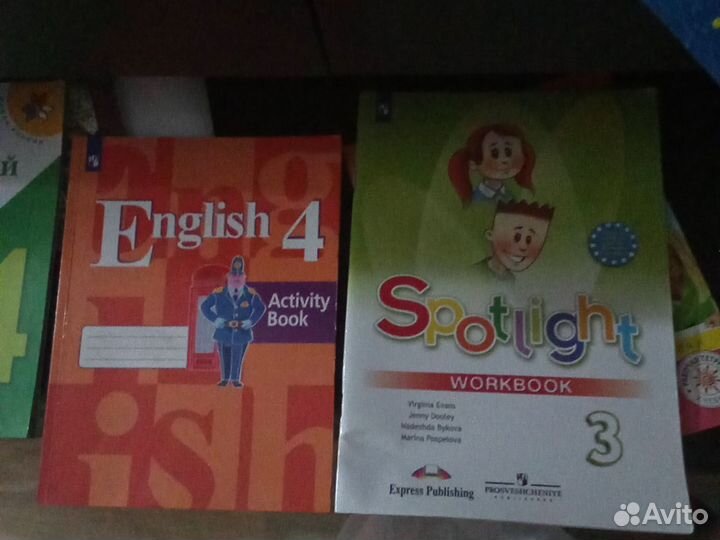 Й
4
English 4
Activity
Book
Spotlight
WORKBOOK
Virginia Evans
Jenny Dooley
Nadezhda Bykova
Marina Pospelova
3
Express Publishing
PROSVESHCHENIYE
PUBLISHERS
Avito